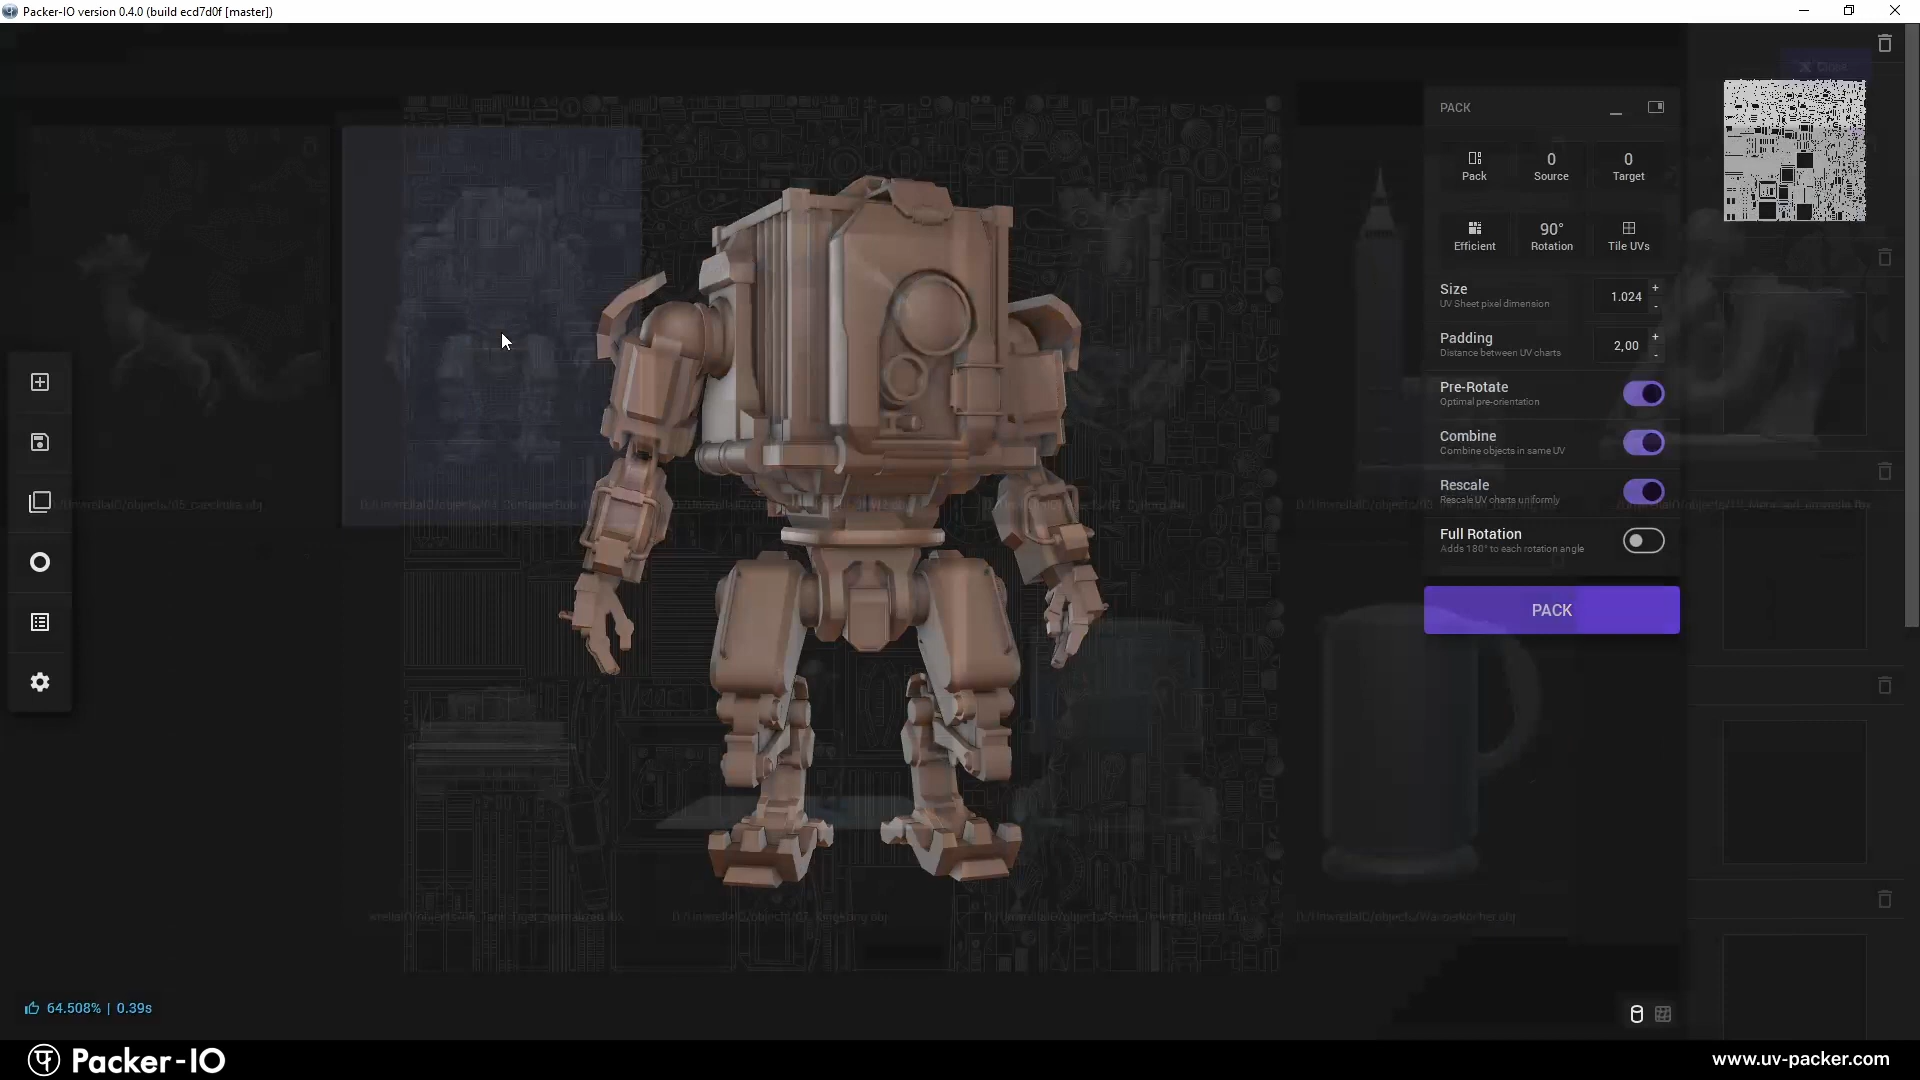 Packer-IO version 0.4.0 (build ecd7d0f [master])
Close
PACK
Pack
0
Source
0
Target
Efficient
90°
Rotation
Tile UVs
Size
UV Sheet pixel dimension
1.024
+
-
Padding
Distance between UV charts
2,00
+
-
Pre-Rotate
Optimal pre-orientation
Combine
Combine objects in same UV
Rescale
Rescale UV charts uniformly
Full Rotation
Adds 180° to each rotation angle
PACK
64.508% | 0.39s
Packer-IO
www.uv-packer.com